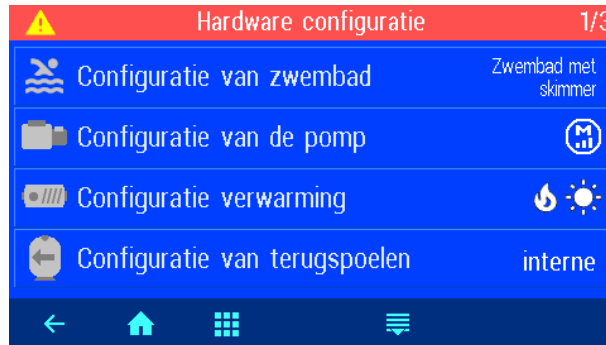 Hardware configuratie 1/3
Configuratie van zwembad
Zwembad met
skimmer
Configuratie van de pomp
M
Configuratie verwarming
Configuratie van terugspoelen
interne